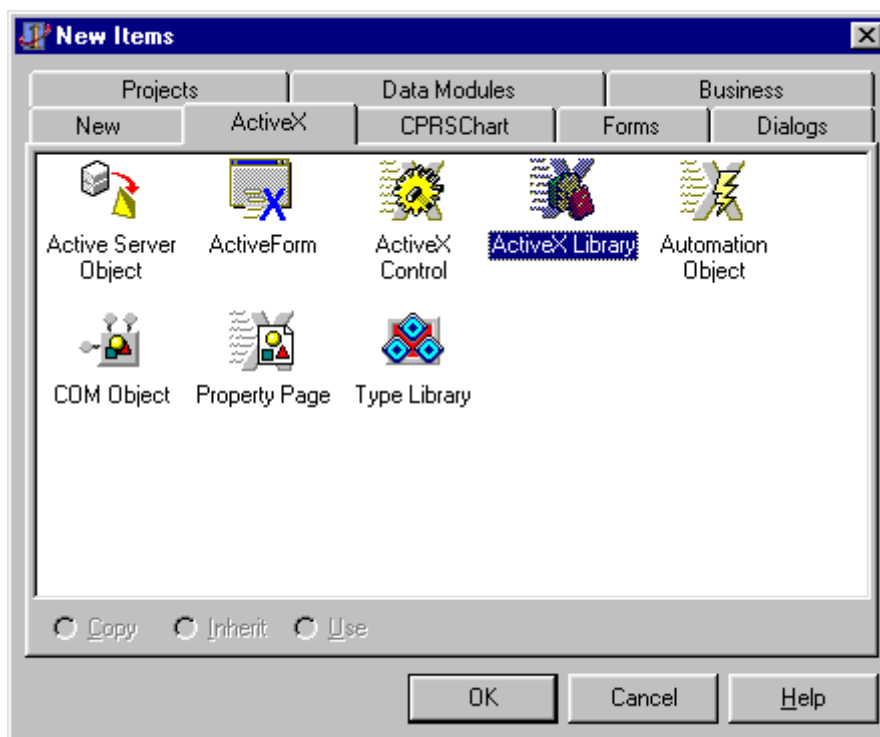 New Items
Projects Data Modules Business
New ActiveX CPRSChart Forms Dialogs
Active Server ActiveForm ActiveX ActiveX Library Automation
Object Control Object
COM Object Property Page Type Library
Copy Inherit Use
OK Cancel Help